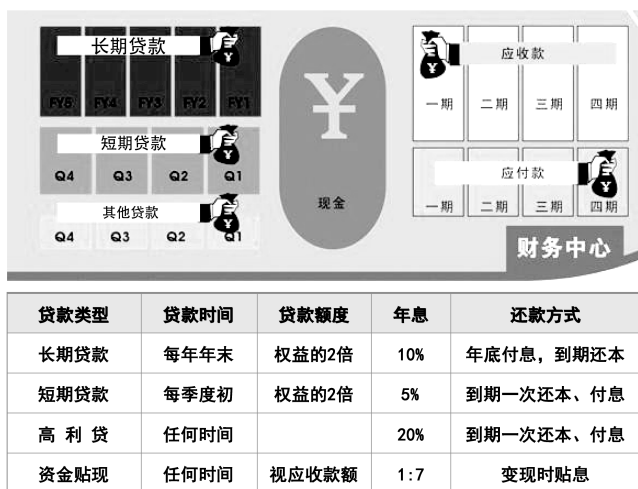 长期贷款
FY5 FY4 FY3 FY2 FY1
短期贷款
Q4 Q3 Q2 Q1
其他贷款
Q4 Q3 Q2 Q1
¥
现金
应收款
一期 二期 三期 四期
应付款
一期 二期 三期 四期
财务中心
贷款类型 贷款时间 贷款额度 年息 还款方式
长期贷款 每年年末 权益的2倍 10% 年底付息，到期还本
短期贷款 每季度初 权益的2倍 5% 到期一次还本、付息
高 利 贷 任何时间 20% 到期一次还本、付息
资金贴现 任何时间 视应收款额 1:7 变现时贴息